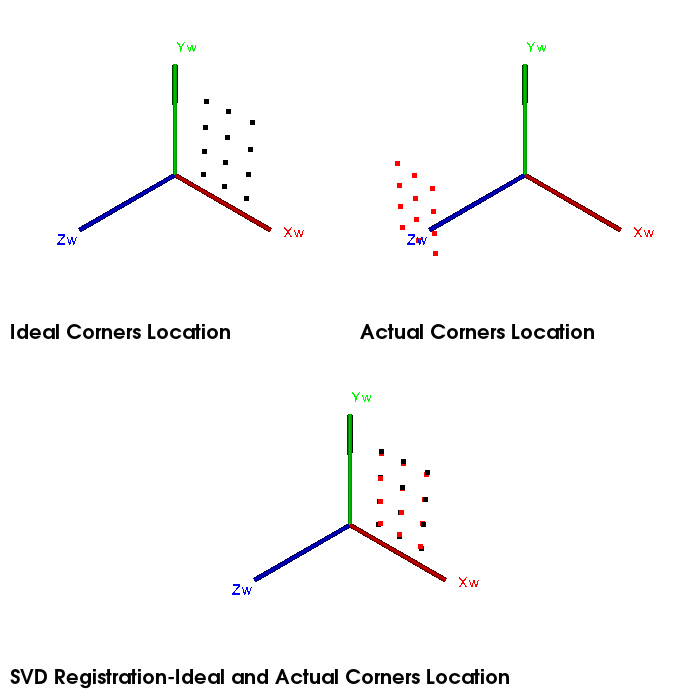 Yw
Yw
Zw
Xw
Zw
Xw
Ideal Corners Location
Actual Corners Location
Yw
Zw
Xw
SVD Registration-Ideal and Actual Corners Location